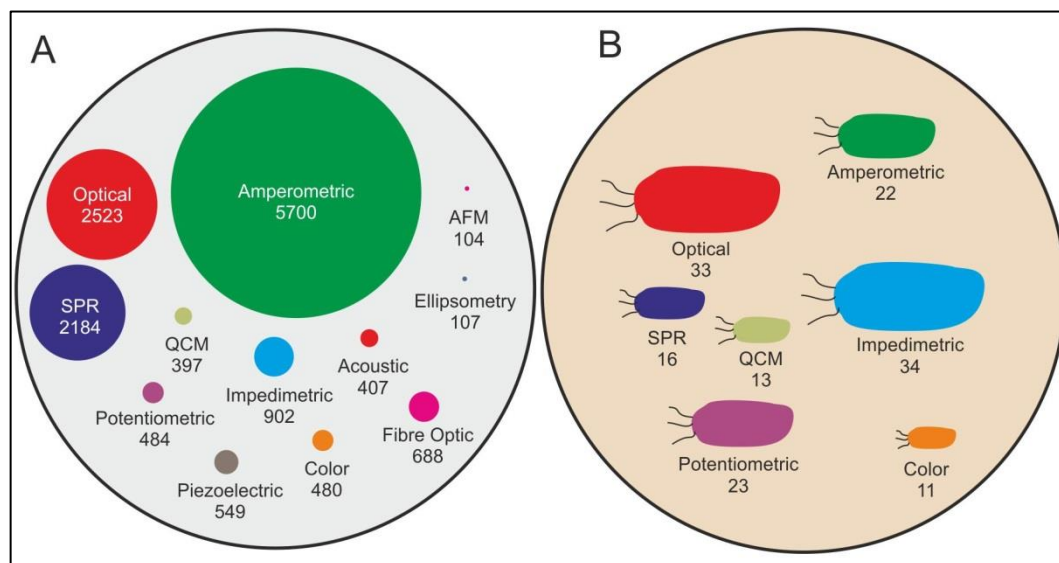 A
Optical
2523
Amperometric
5700
AFM
104
SPR
2184
Ellipsometry
107
QCM
397
Impedimetric
902
Acoustic
407
Potentiometric
484
Fibre Optic
688
Color
480
Piezoelectric
549
B
Amperometric
22
Optical
33
SPR
16
QCM
13
Impedimetric
34
Potentiometric
23
Color
11